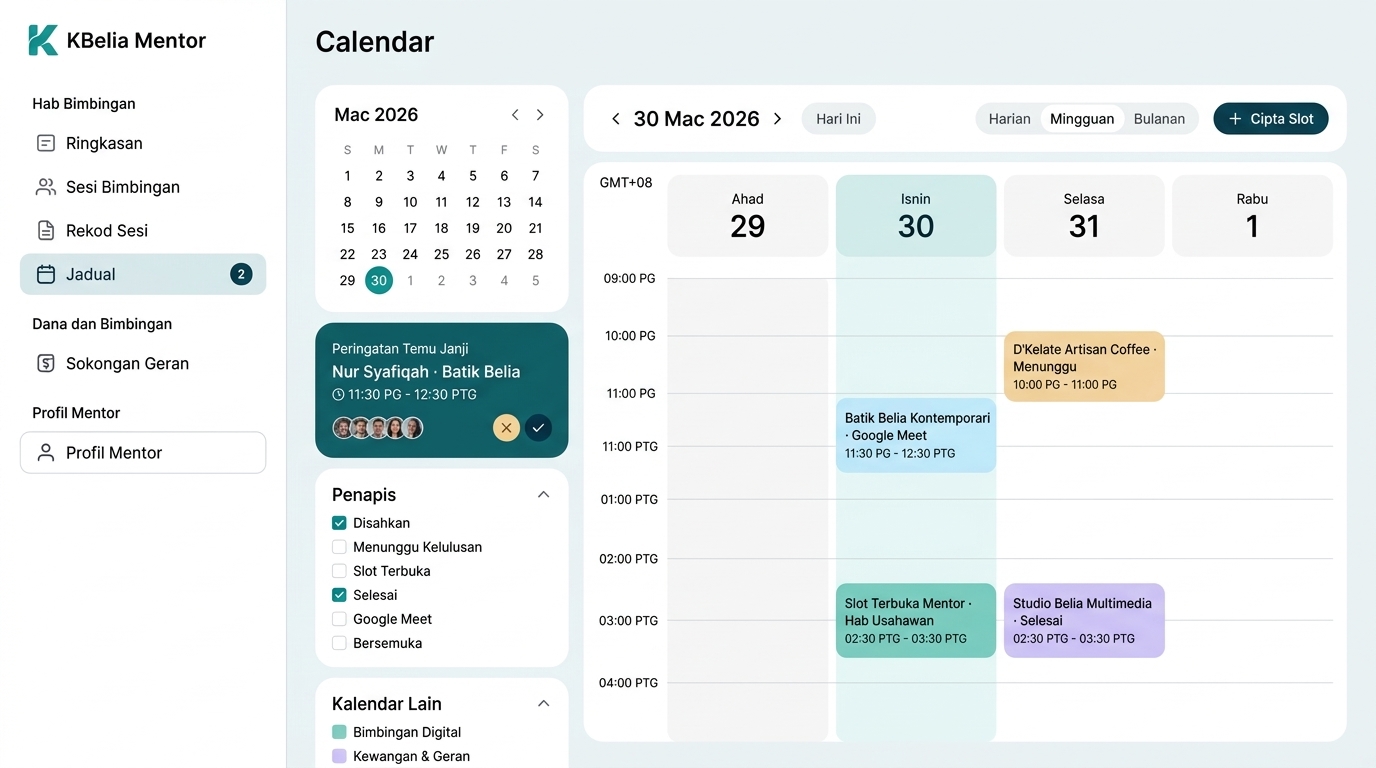 KBelia Mentor
Hab Bimbingan
Ringkasan
Sesi Bimbingan
Rekod Sesi
Jadual 2
Dana dan Bimbingan
Sokongan Geran
Profil Mentor
Profil Mentor
Calendar
Mac 2026
S M T W T F S
1 2 3 4 5 6 7
8 9 10 11 12 13 14
15 16 17 18 19 20 21
22 23 24 25 26 27 28
29 30 1 2 3 4 5
Peringatan Temu Janji
Nur Syafiqah · Batik Belia
11:30 PG - 12:30 PTG
Penapis
Disahkan
Menunggu Kelulusan
Slot Terbuka
Selesai
Google Meet
Bersemuka
Kalendar Lain
Bimbingan Digital
Kewangan & Geran
30 Mac 2026
Hari Ini
Harian Mingguan Bulanan
+ Cipta Slot
GMT+08
Ahad
29
Isnin
30
Selasa
31
Rabu
1
09:00 PG
10:00 PG
11:00 PG
11:00 PTG
01:00 PTG
02:00 PTG
03:00 PTG
04:00 PTG
Batik Belia Kontemporari
· Google Meet
11:30 PG - 12:30 PTG
Slot Terbuka Mentor ·
Hab Usahawan
02:30 PTG - 03:30 PTG
D'Kelate Artisan Coffee ·
Menunggu
10:00 PG - 11:00 PG
Studio Belia Multimedia
· Selesai
02:30 PTG - 03:30 PTG